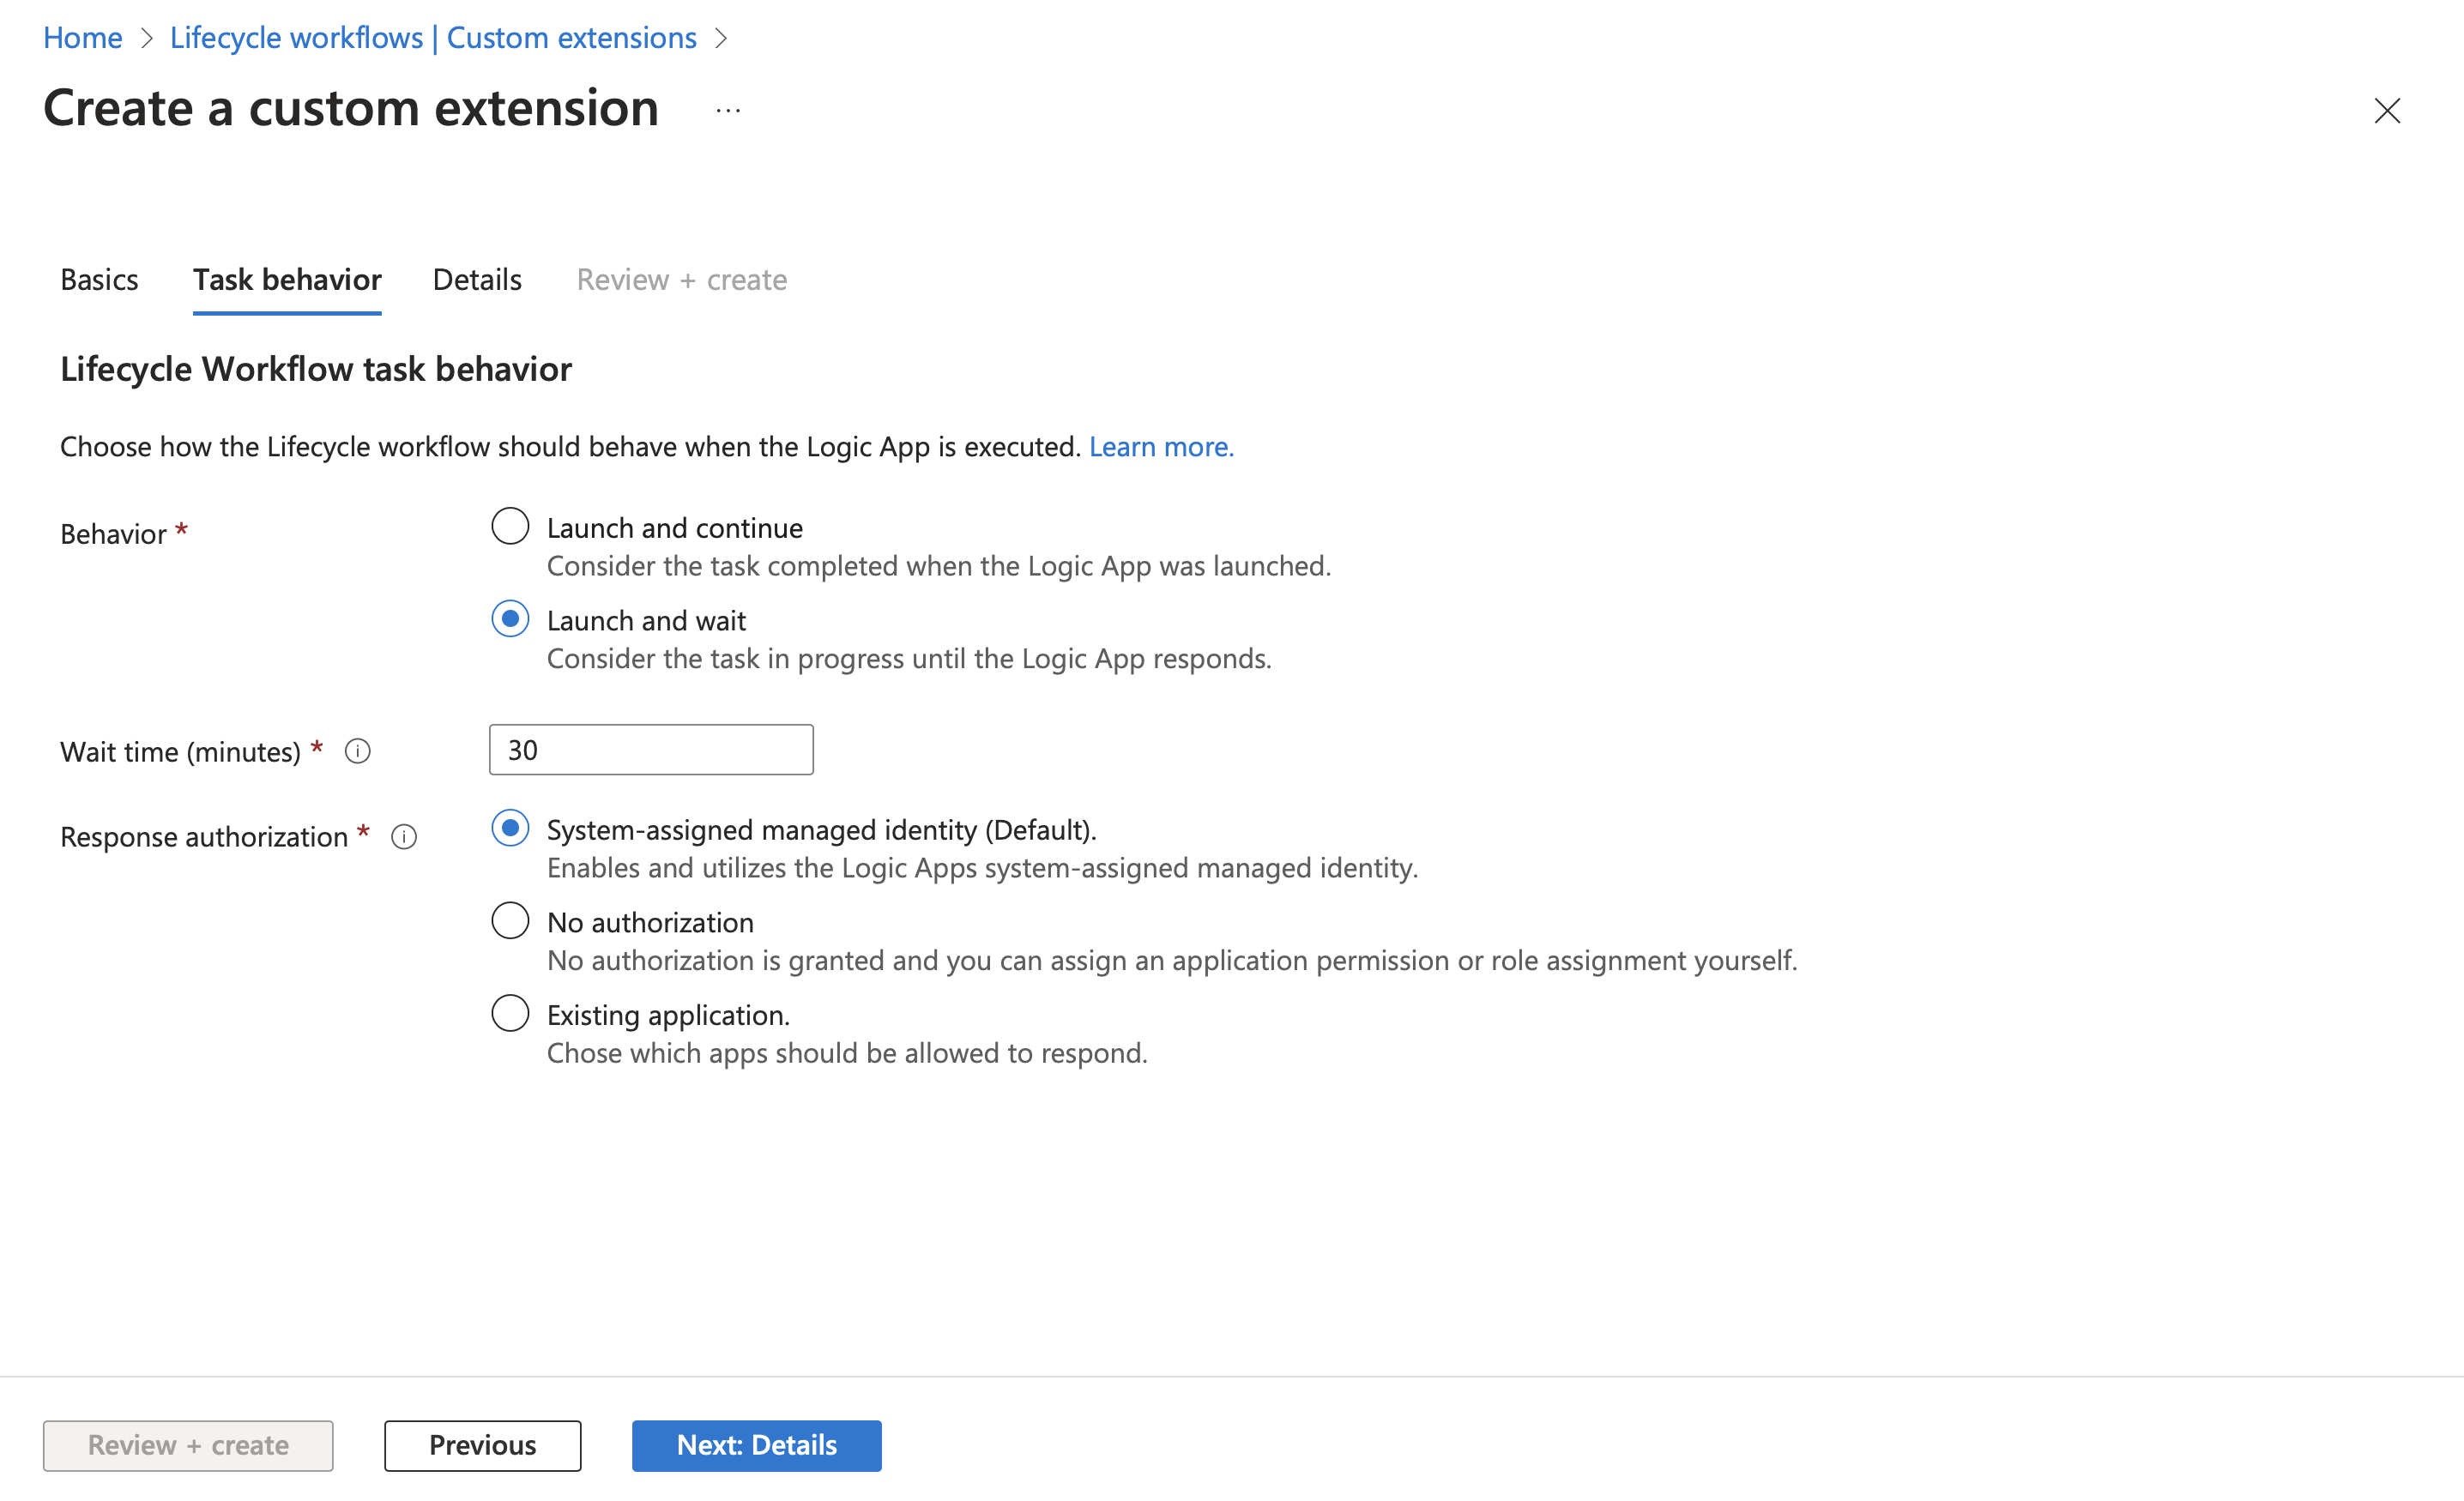 Home > Lifecycle workflows | Custom extensions >
Create a custom extension ...
Basics Task behavior Details Review + create
Lifecycle Workflow task behavior
Choose how the Lifecycle workflow should behave when the Logic App is executed. Learn more.
Behavior *
Launch and continue
Consider the task completed when the Logic App was launched.
Launch and wait
Consider the task in progress until the Logic App responds.
Wait time (minutes) * 30
Response authorization *
System-assigned managed identity (Default).
Enables and utilizes the Logic Apps system-assigned managed identity.
No authorization
No authorization is granted and you can assign an application permission or role assignment yourself.
Existing application.
Chose which apps should be allowed to respond.
Review + create Previous Next: Details